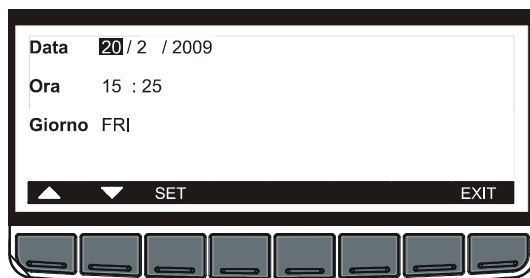 Data 20 / 2 / 2009
Ora 15 : 25
Giorno FRI
SET EXIT